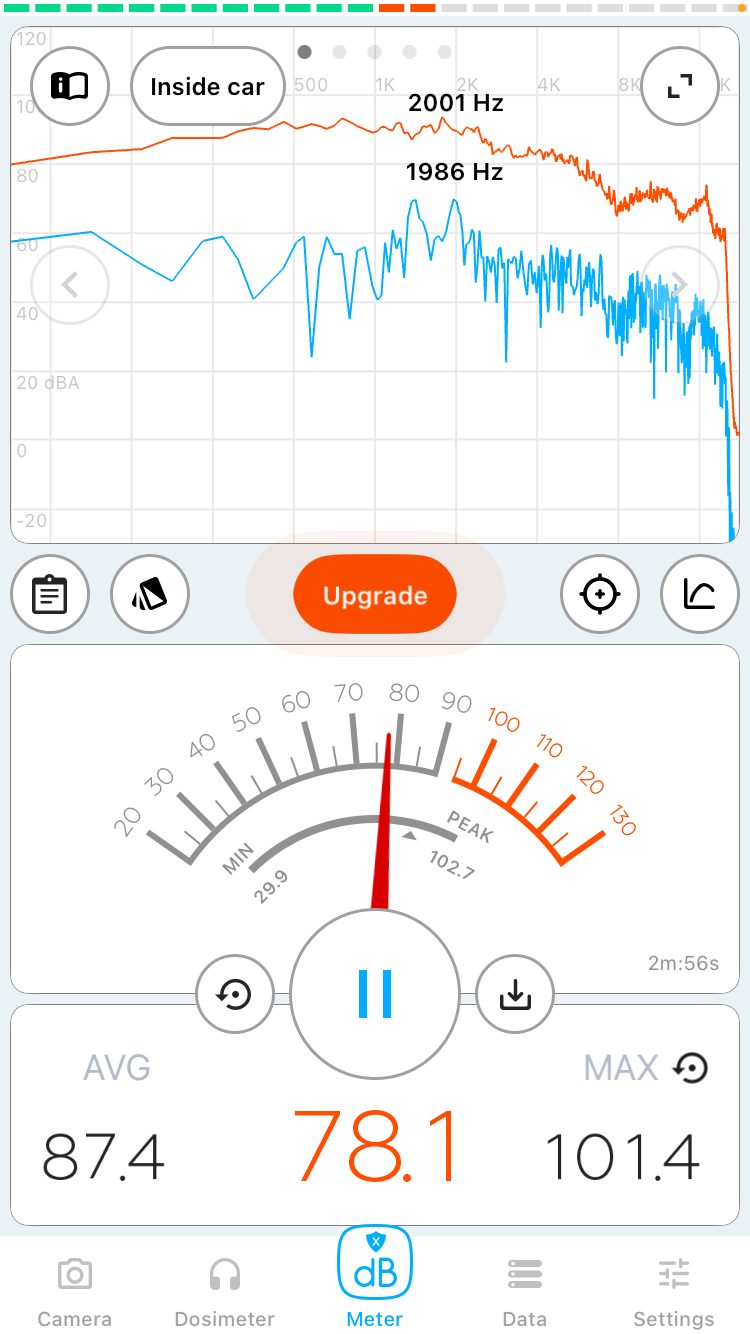 120
Inside car
500 1K 2K 4K 8K K
10
2001 Hz
80
1986 Hz
60
40
20 dBA
0
-20
Upgrade
20 30 40 50 60 70 80 90 100 110 120 130
MIN PEAK
29.9 102.7
2m:56s
AVG MAX
87.4 78.1 101.4
X
dB
Camera Dosimeter Meter Data Settings